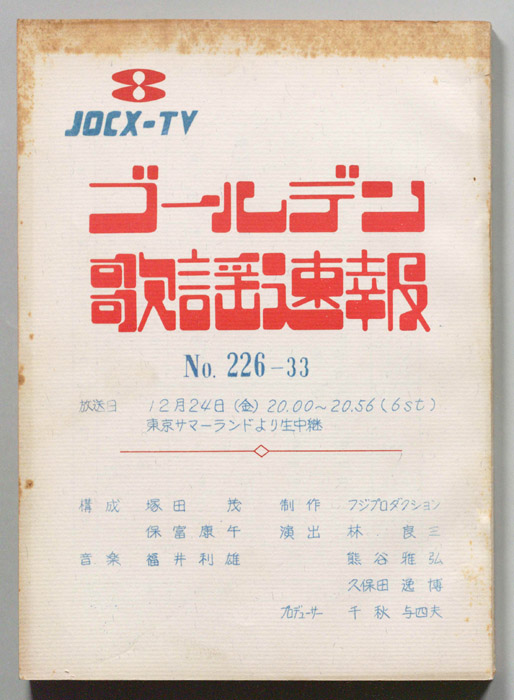 8
JOCX-TV
ゴールデン
歌謡速報
No. 226-33
放送日 12月24日(金) 20.00~20.56(6st)
東京サマーランドより生中継
構成 塚田 茂 制作 フジプロダクション
保富康午 演出 林 良三
音楽 福井利雄 熊谷雅弘
久保田逸博
プロデューサー 千秋与四夫